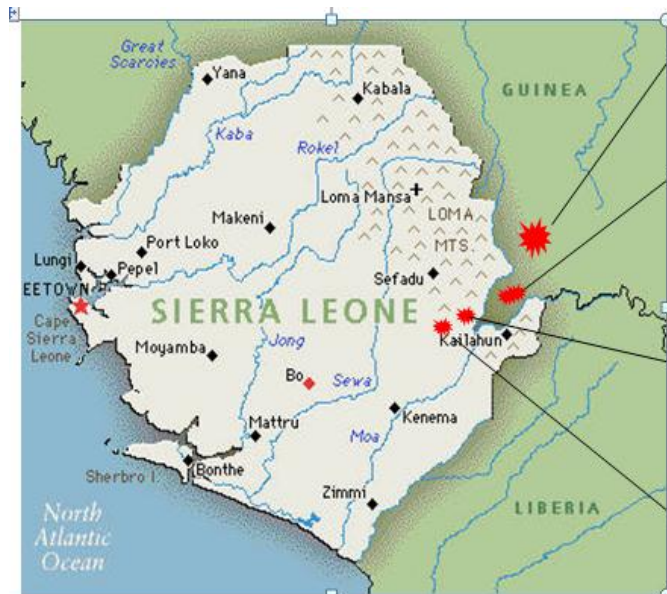 Great
Scarcies
Yana
Kabala
GUINEA
Kaba
Rokel
Loma Mansa
LOMA
MTS.
Makeni
Port Loko
Lungi
Pepel
Sefadu
EETOWN
SIERRA LEONE
Cape
Sierra
Leone
Moyamba
Jong
Kailahun
Bo
Sewa
Mattru
Moa
Kenema
Sherbro I.
Bonthe
Zimmi
LIBERIA
North
Atlantic
Ocean